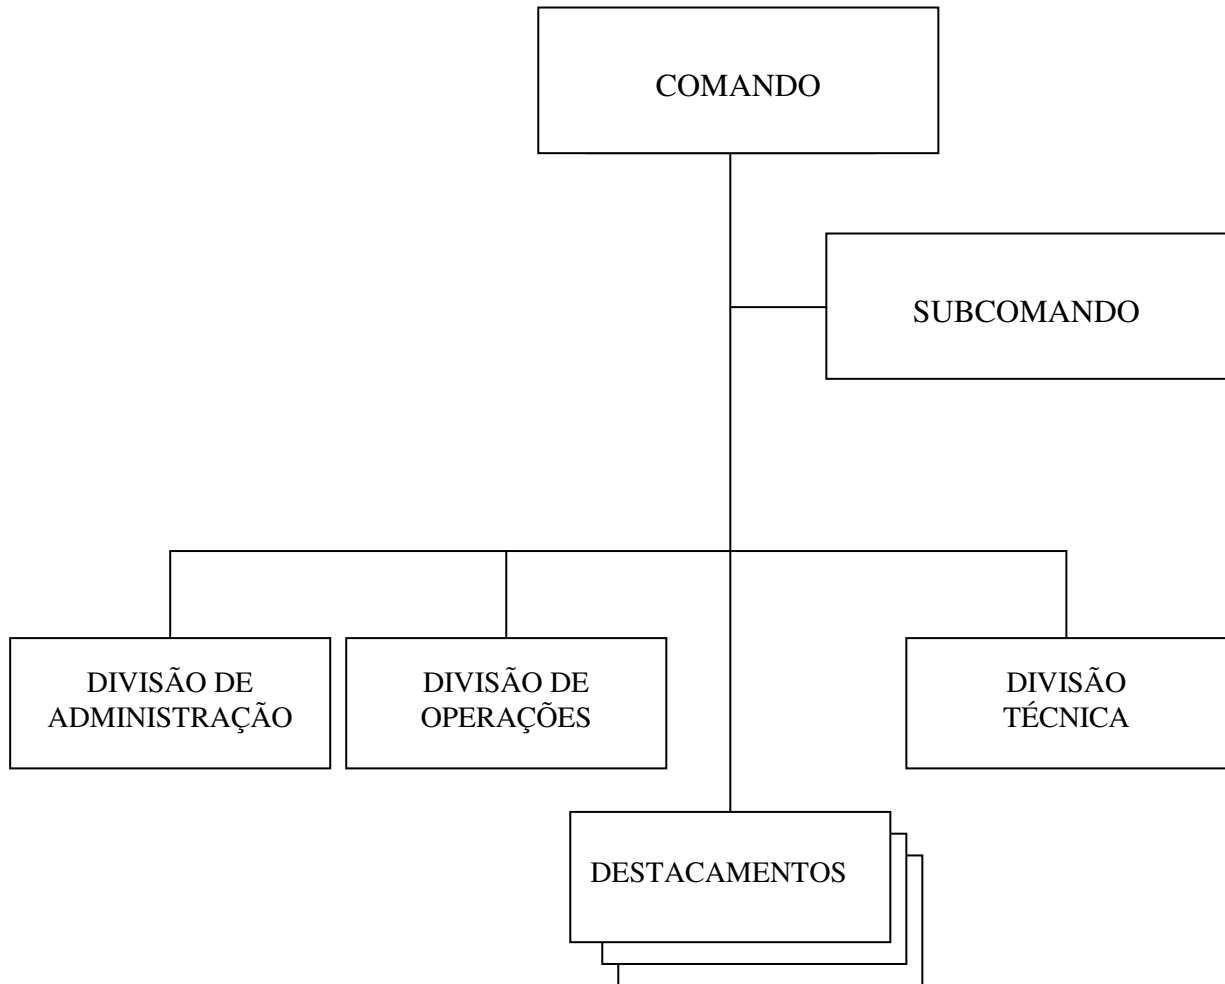 COMANDO
SUBCOMANDO
DIVISÃO DE
ADMINISTRAÇÃO
DIVISÃO DE
OPERAÇÕES
DIVISÃO
TÉCNICA
DESTACAMENTOS